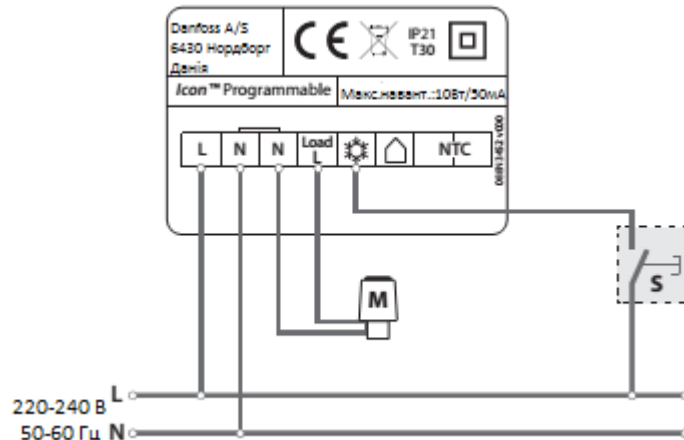 Danfoss A/S
6430 Нордборг
Данія
CE
IP21
T30
Icon™ Programmable
Макс.навант.:10Вт/50мА
L N N Load L NTC
088N3452 v000
M
S
L
220-240 В
50-60 Гц N